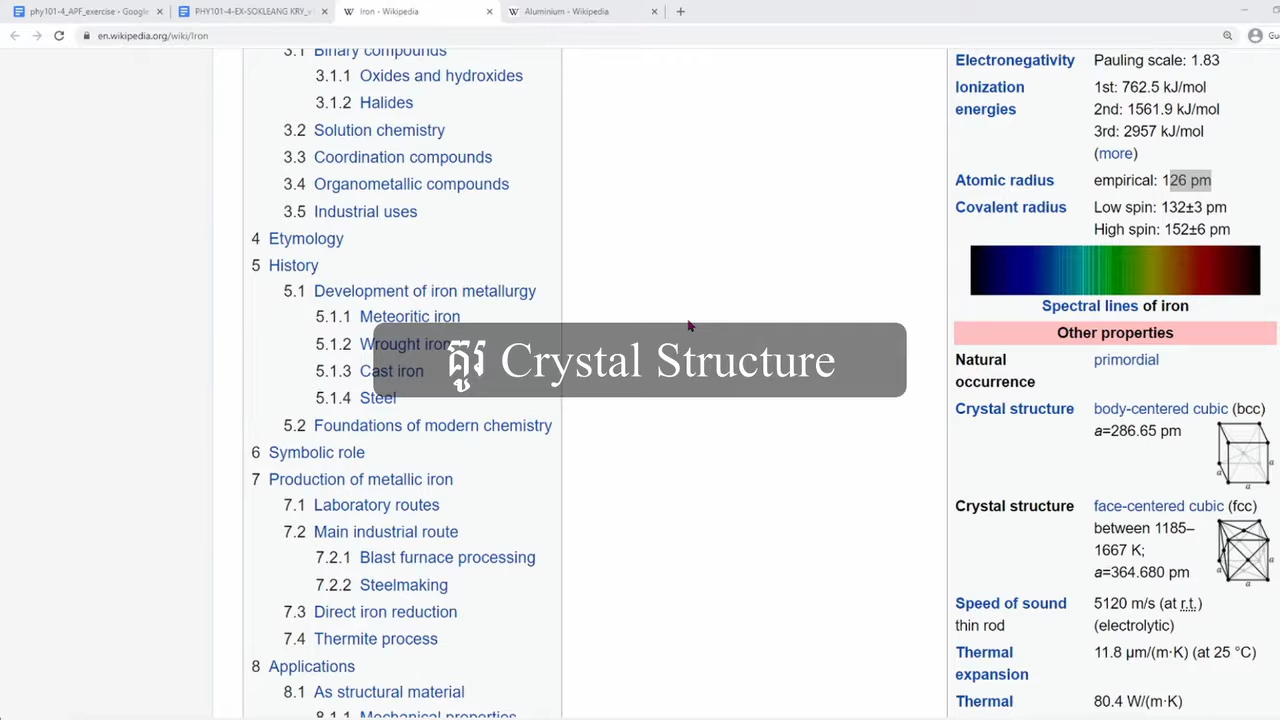 phy101-4_APF_exercise - Google
PHY101-4-EX-SOKLEANG KRY_v
Iron - Wikipedia
Aluminium - Wikipedia
en.wikipedia.org/wiki/Iron
3.1 Binary compounds
3.1.1 Oxides and hydroxides
3.1.2 Halides
3.2 Solution chemistry
3.3 Coordination compounds
3.4 Organometallic compounds
3.5 Industrial uses
4 Etymology
5 History
5.1 Development of iron metallurgy
5.1.1 Meteoritic iron
5.1.2 Wrought iron
5.1.3 Cast iron
5.1.4 Steel
5.2 Foundations of modern chemistry
6 Symbolic role
7 Production of metallic iron
7.1 Laboratory routes
7.2 Main industrial route
7.2.1 Blast furnace processing
7.2.2 Steelmaking
7.3 Direct iron reduction
7.4 Thermite process
8 Applications
8.1 As structural material
8.1.1 Mechanical properties
គូរ Crystal Structure
Electronegativity Pauling scale: 1.83
Ionization 1st: 762.5 kJ/mol
energies 2nd: 1561.9 kJ/mol
3rd: 2957 kJ/mol
(more)
Atomic radius empirical: 126 pm
Covalent radius Low spin: 132±3 pm
High spin: 152±6 pm
Spectral lines of iron
Other properties
Natural primordial
occurrence
Crystal structure body-centered cubic (bcc)
a=286.65 pm
a
a
a
Crystal structure face-centered cubic (fcc)
between 1185–
1667 K;
a=364.680 pm
a
a
a
Speed of sound 5120 m/s (at r.t.)
thin rod (electrolytic)
Thermal 11.8 µm/(m·K) (at 25 °C)
expansion
Thermal 80.4 W/(m·K)